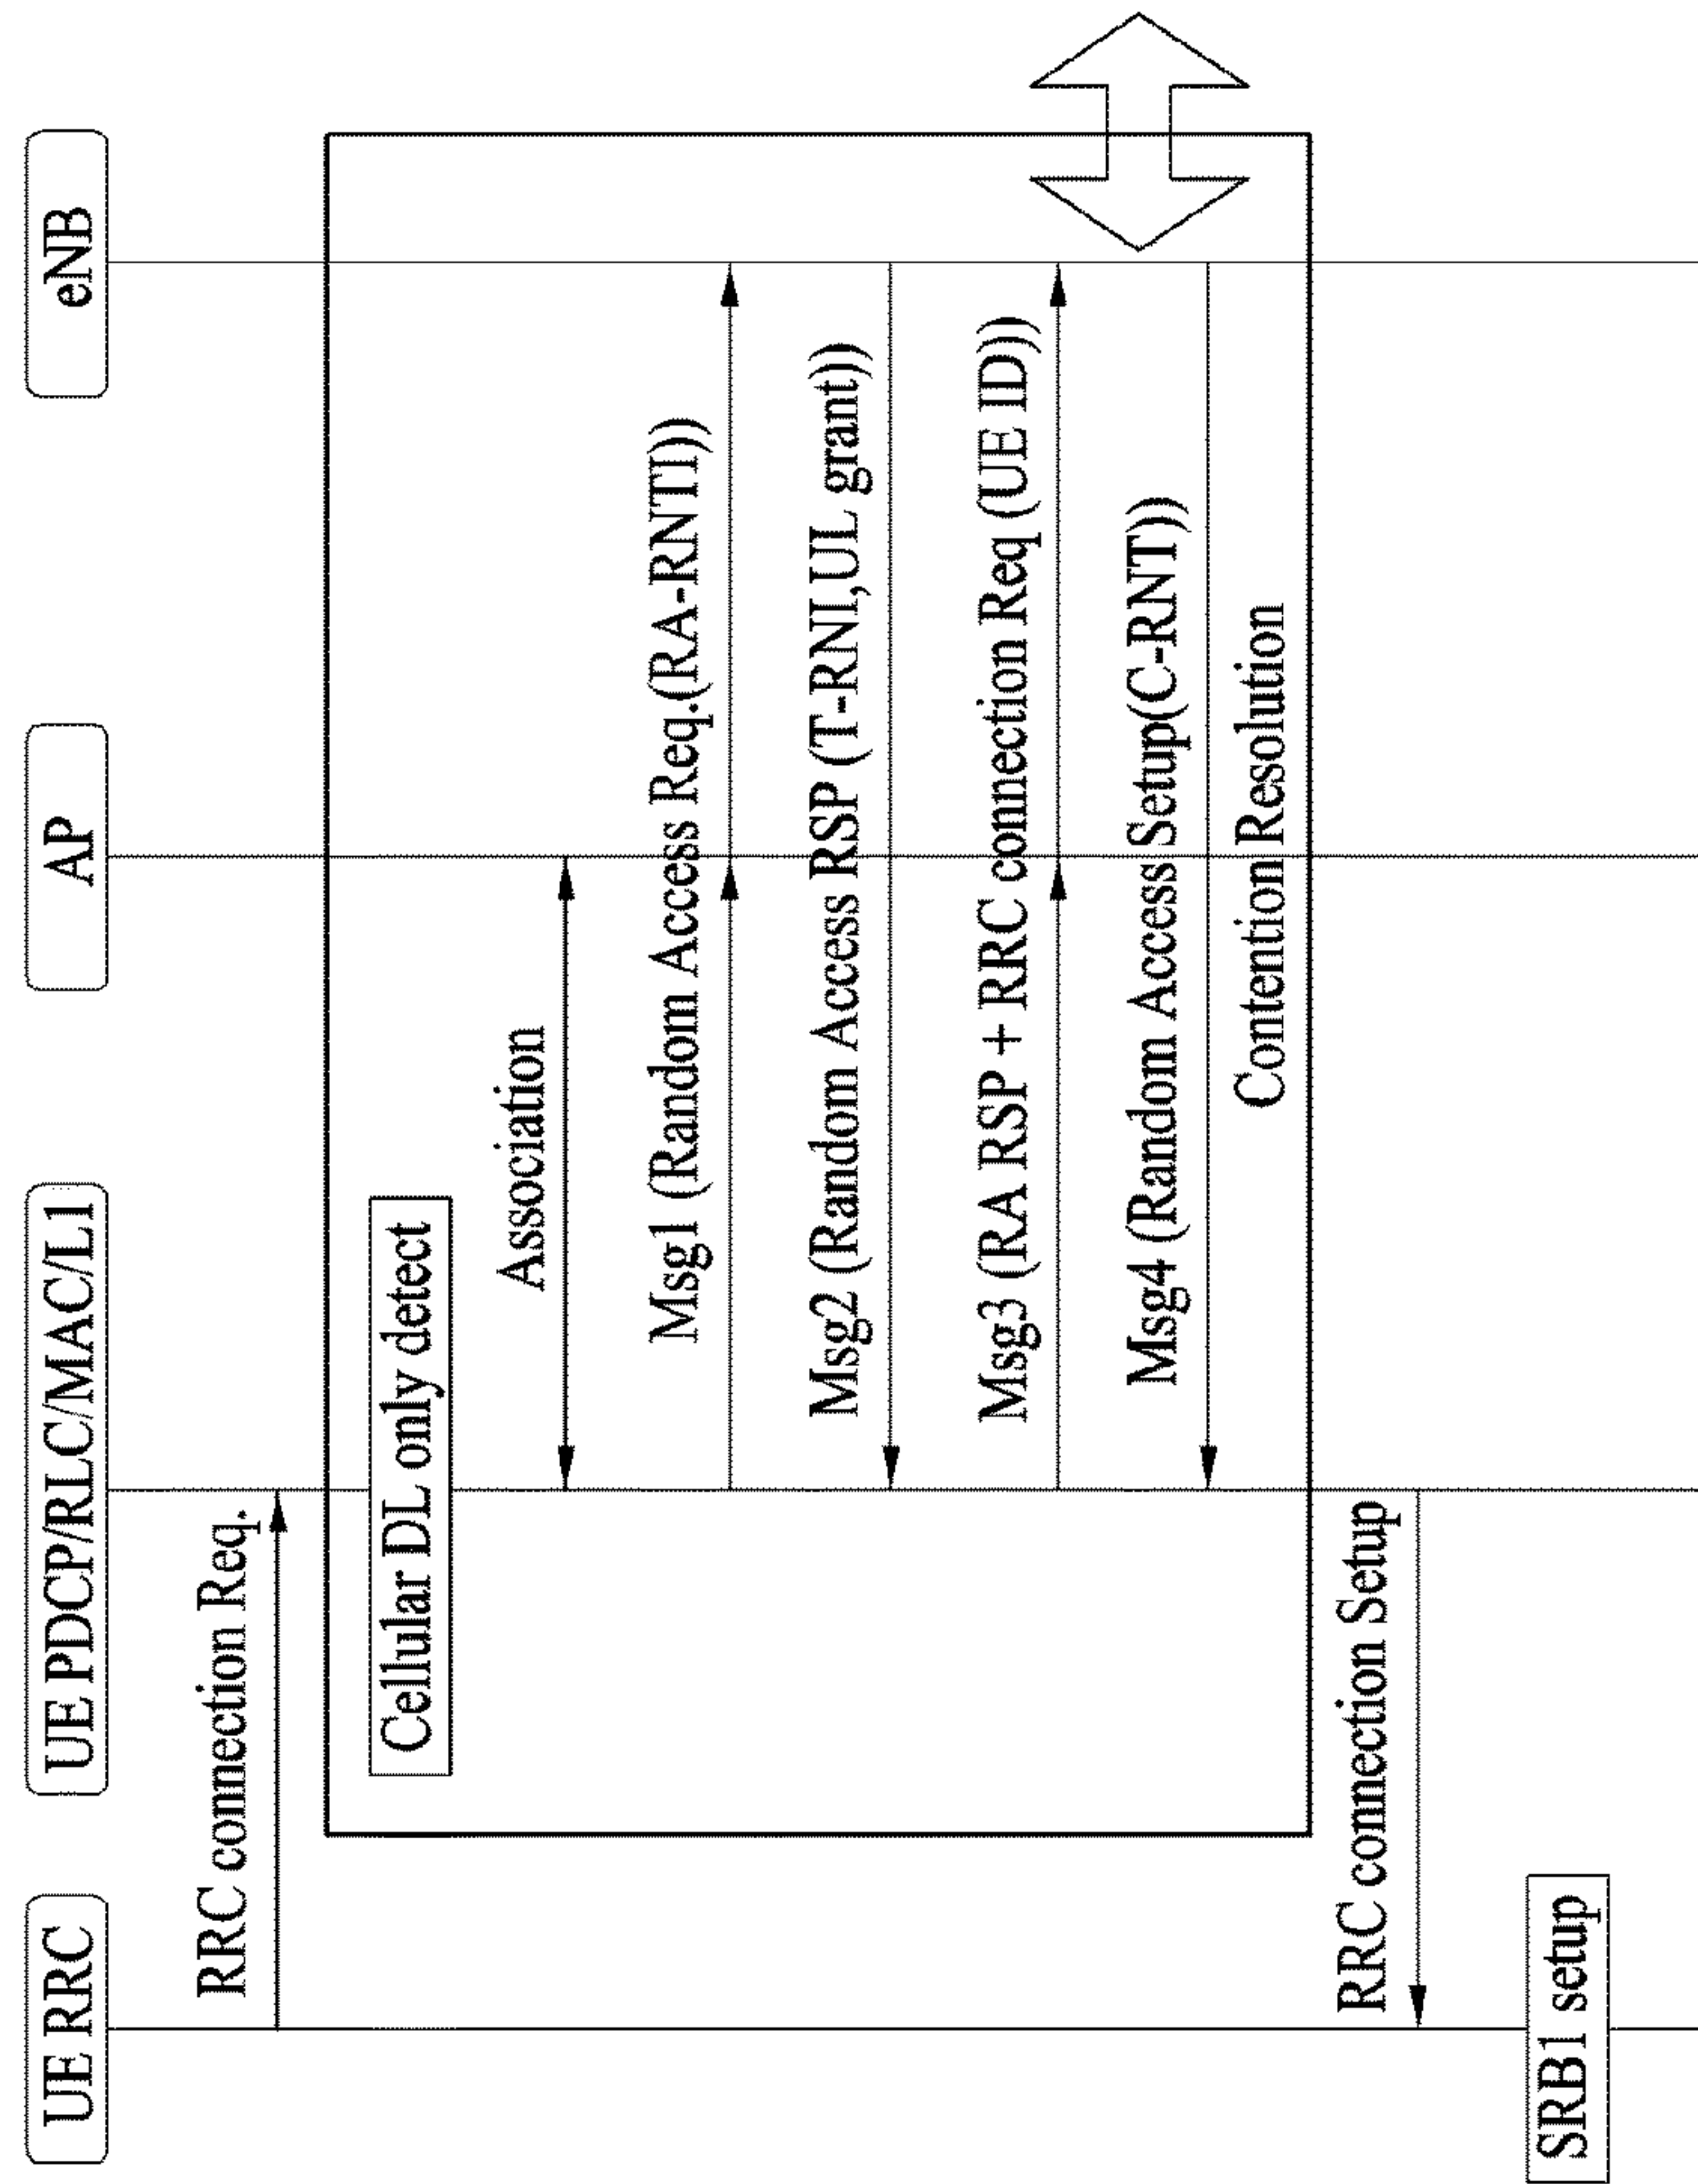 UE RRC
UE PDCP/RLC/MAC/L1
AP
eNB
RRC connection Req.
Cellular DL only detect
Association
Msg1 (Random Access Req.(RA-RNTI))
Msg2 (Random Access RSP (T-RNI,UL grant))
Msg3 (RA RSP + RRC connection Req (UE ID))
Msg4 (Random Access Setup(C-RNT))
Contention Resolution
RRC connection Setup
SRB1 setup